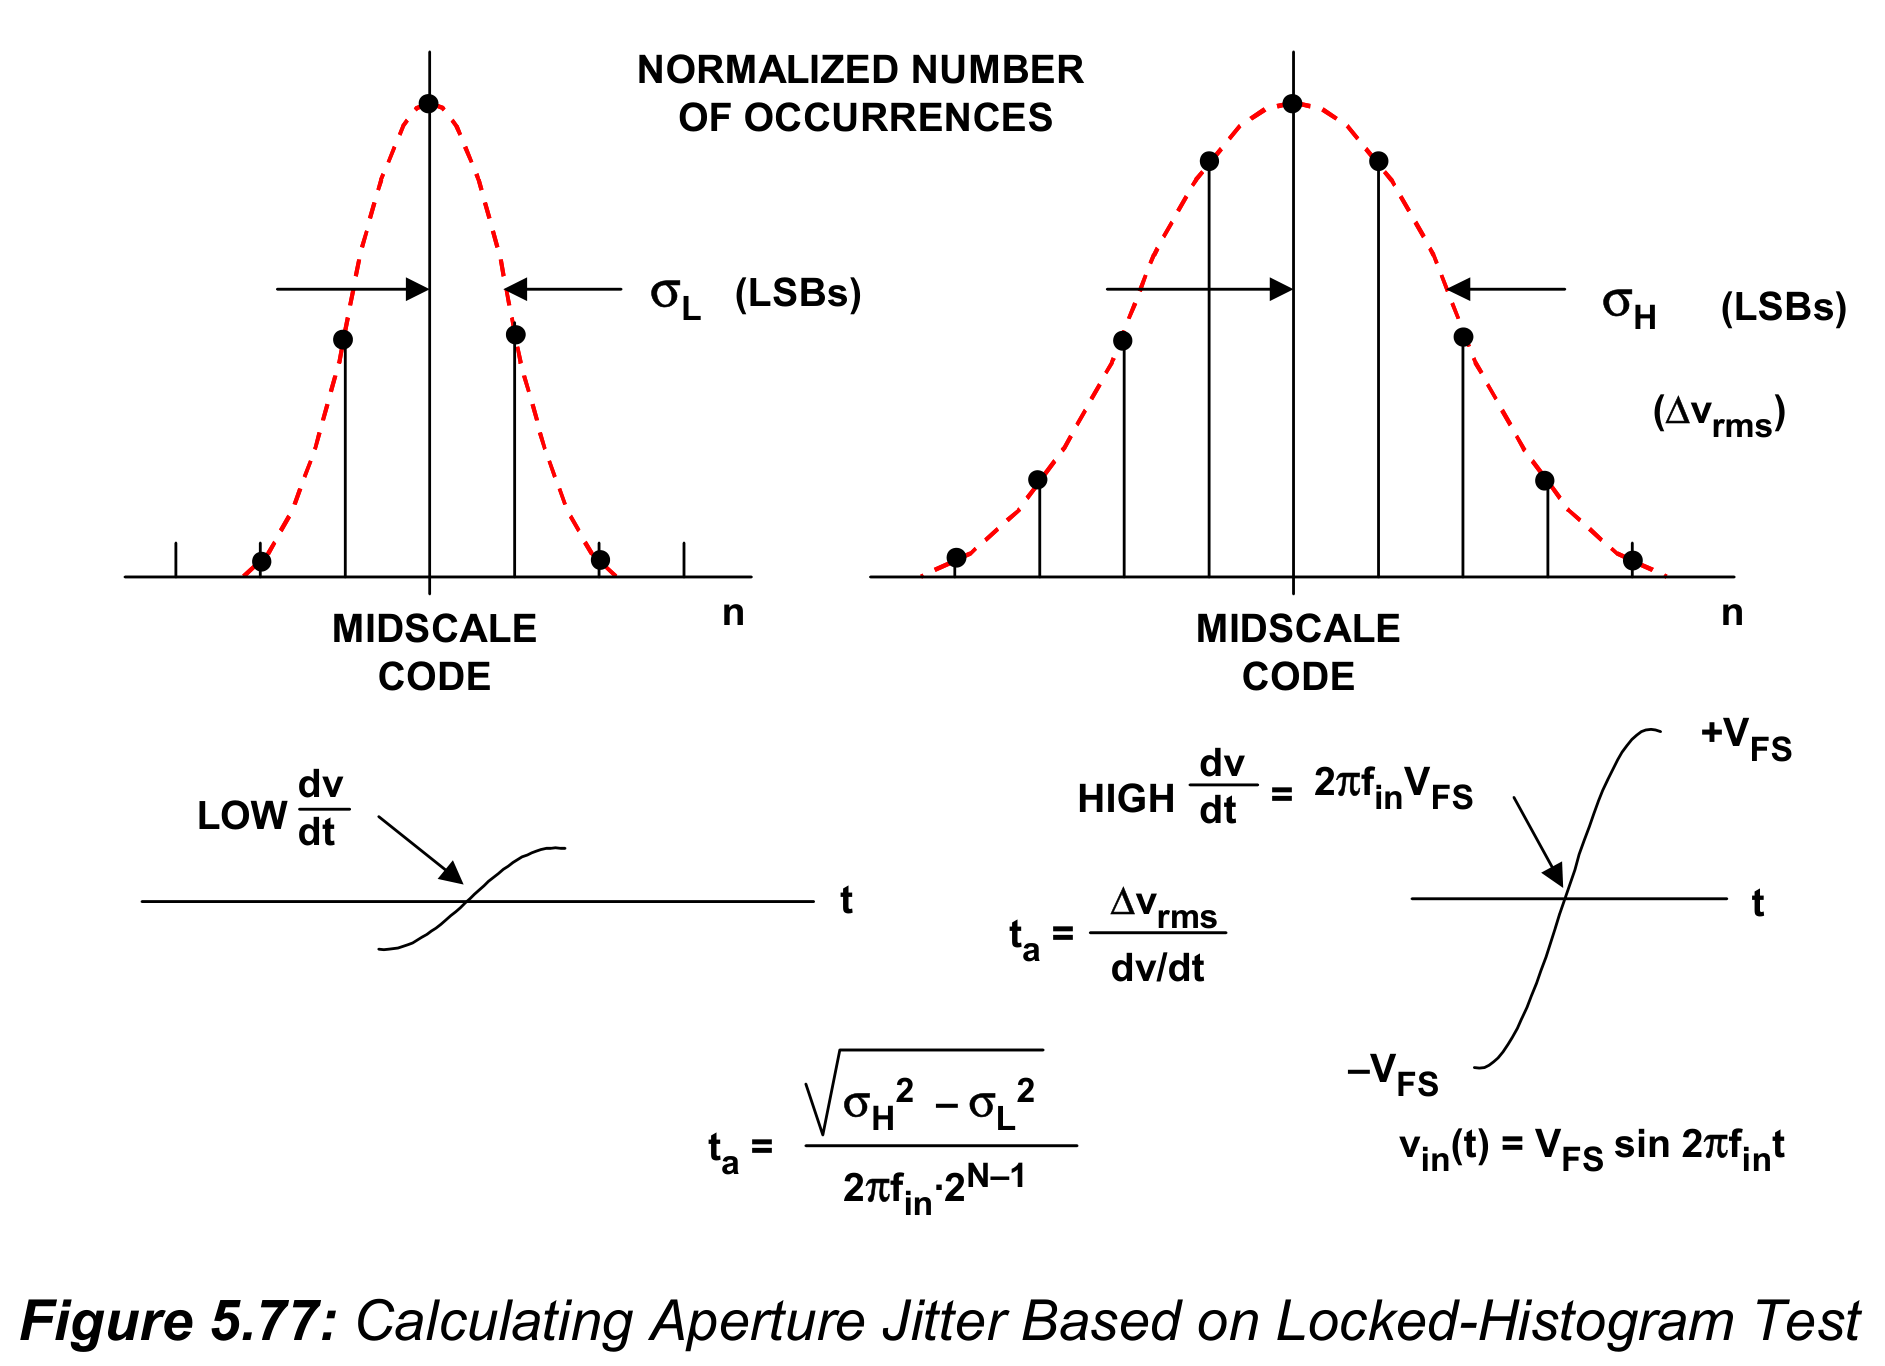 NORMALIZED NUMBER
OF OCCURRENCES
σL (LSBs)
σH (LSBs)
(Δvrms)
n
n
MIDSCALE
CODE
MIDSCALE
CODE
LOW dv/dt
t
HIGH dv/dt = 2πfinVFS
+VFS
t
ta = Δvrms / dv/dt
–VFS
vin(t) = VFS sin 2πfint
ta = √σH² – σL² / 2πfin·2^N–1
Figure 5.77: Calculating Aperture Jitter Based on Locked-Histogram Test